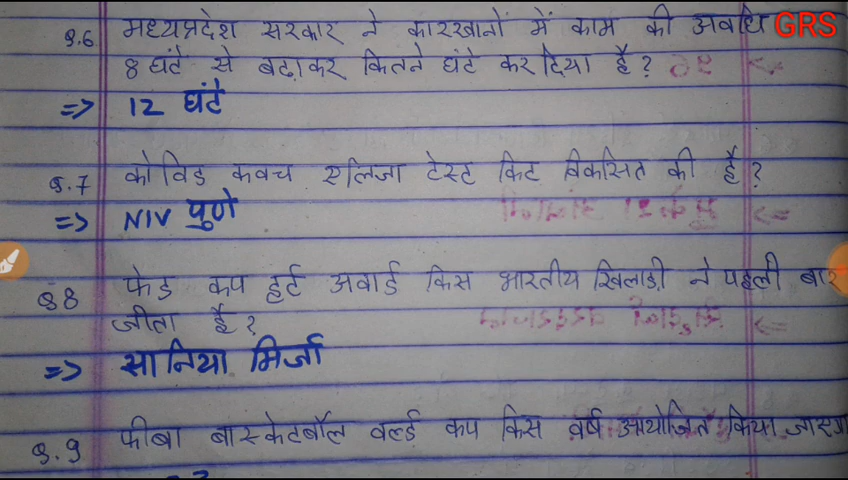 Q.6 मध्यप्रदेश सरकार ने कारखानों में काम की अवधि GRS
8 घंटे से बढ़ाकर कितने घंटे कर दिया है?
=> 12 घंटे
Q.7 कोविड कवच एलिजा टेस्ट किट विकसित की है?
=> NIV पुणे
Q8 फेड कप हर्ट अवार्ड किस भारतीय खिलाडी ने पहली बार
जीता है?
=> सानिया मिर्जा
Q.9 फीबा बास्केटबॉल वर्ल्ड कप किस वर्ष आयोजित किया जाएगा